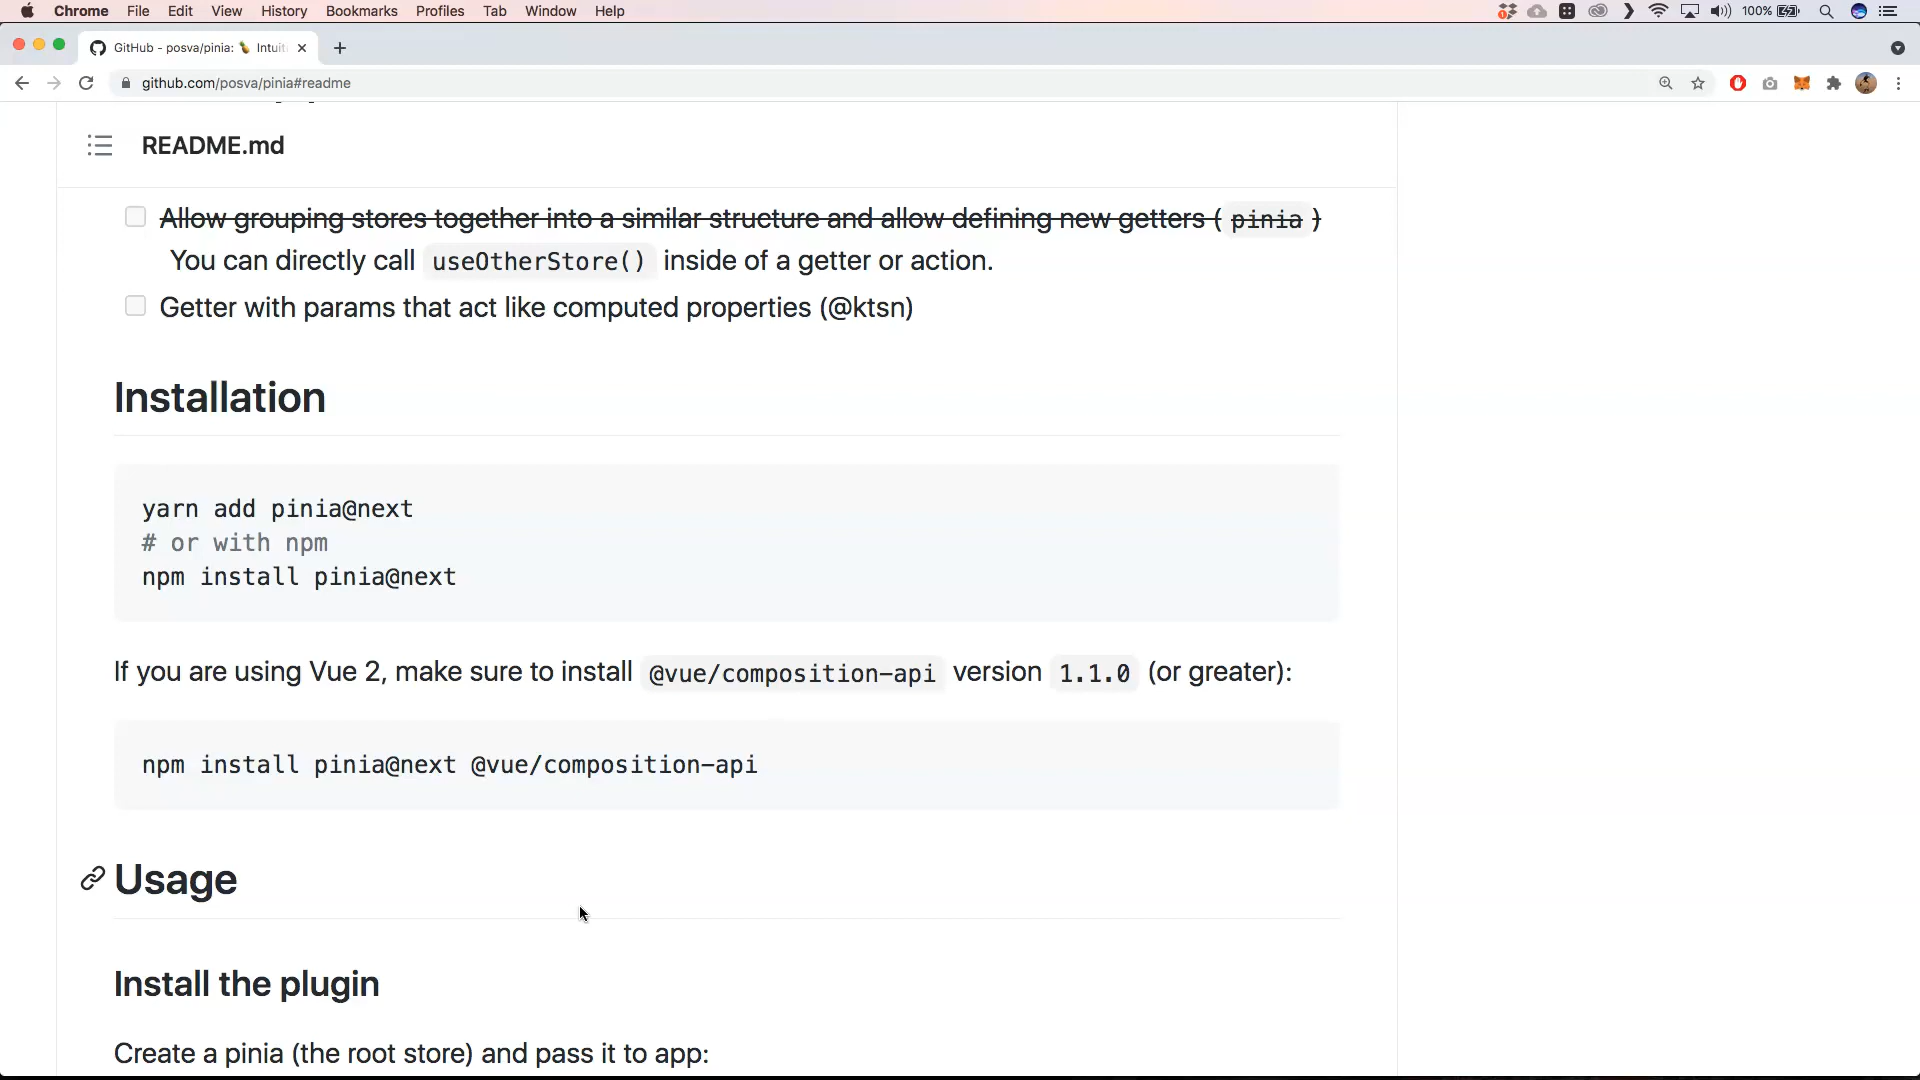 Chrome File Edit View History Bookmarks Profiles Tab Window Help 100%
GitHub - posva/pinia: 🍍 Intuiti
github.com/posva/pinia#readme
README.md
Allow grouping stores together into a similar structure and allow defining new getters ( pinia )
You can directly call useOtherStore() inside of a getter or action.
Getter with params that act like computed properties (@ktsn)
Installation
yarn add pinia@next
# or with npm
npm install pinia@next
If you are using Vue 2, make sure to install @vue/composition-api version 1.1.0 (or greater):
npm install pinia@next @vue/composition-api
Usage
Install the plugin
Create a pinia (the root store) and pass it to app: